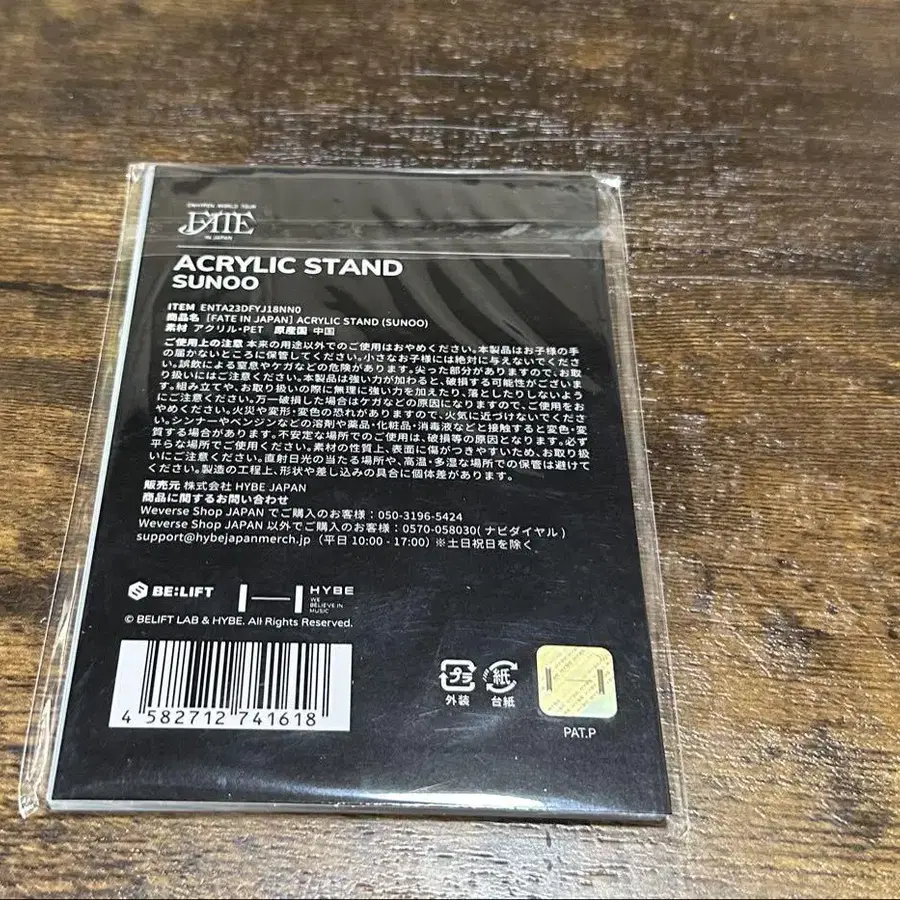 ENHYPEN WORLD TOUR
FATE
IN JAPAN
ACRYLIC STAND
SUNOO
ITEM ENTA23DFYJ18NN0
商品名 [FATE IN JAPAN] ACRYLIC STAND (SUNOO)
素材 アクリル・PET 原産国 中国
ご使用上の注意 本来の用途以外でのご使用はおやめください。本製品はお子様の手
の届かないところに保管してください。小さなお子様には絶対に与えないでくださ
い。誤飲による窒息やケガなどの危険があります。尖った部分がありますので、お取
り扱いにはご注意ください。本製品は強い力が加わると、破損する可能性がございま
す。組み立てや、お取り扱いの際に無理に強い力を加えたり、落としたりしないよう
にご注意ください。万一破損した場合はケガなどの原因になりますので、ご使用をお
やめください。火災や変形・変色の恐れがありますので、火気に近づけないでくださ
い。シンナーやベンジンなどの溶剤や薬品・化粧品・消毒液などと接触すると変色・変
質する場合があります。不安定な場所でのご使用は、破損等の原因となります。必ず
平らな場所でご使用ください。素材の性質上、表面に傷がつきやすいため、お取り扱
いにご注意ください。直射日光の当たる場所や、高温・多湿な場所での保管は避けて
ください。製造の工程上、形状や差し込みの具合に個体差があります。
販売元 株式会社 HYBE JAPAN
商品に関するお問い合わせ
Weverse Shop JAPAN でご購入のお客様：050-3196-5424
Weverse Shop JAPAN 以外でご購入のお客様：0570-058030(ナビダイヤル)
support@hybejapanmerch.jp (平日 10:00 - 17:00) ※土日祝日を除く
BE:LIFT
HYBE
WE
BELIEVE IN
MUSIC
© BELIFT LAB & HYBE. All Rights Reserved.
4 582712 741618
プラ
外装
紙
台紙
PAT.P